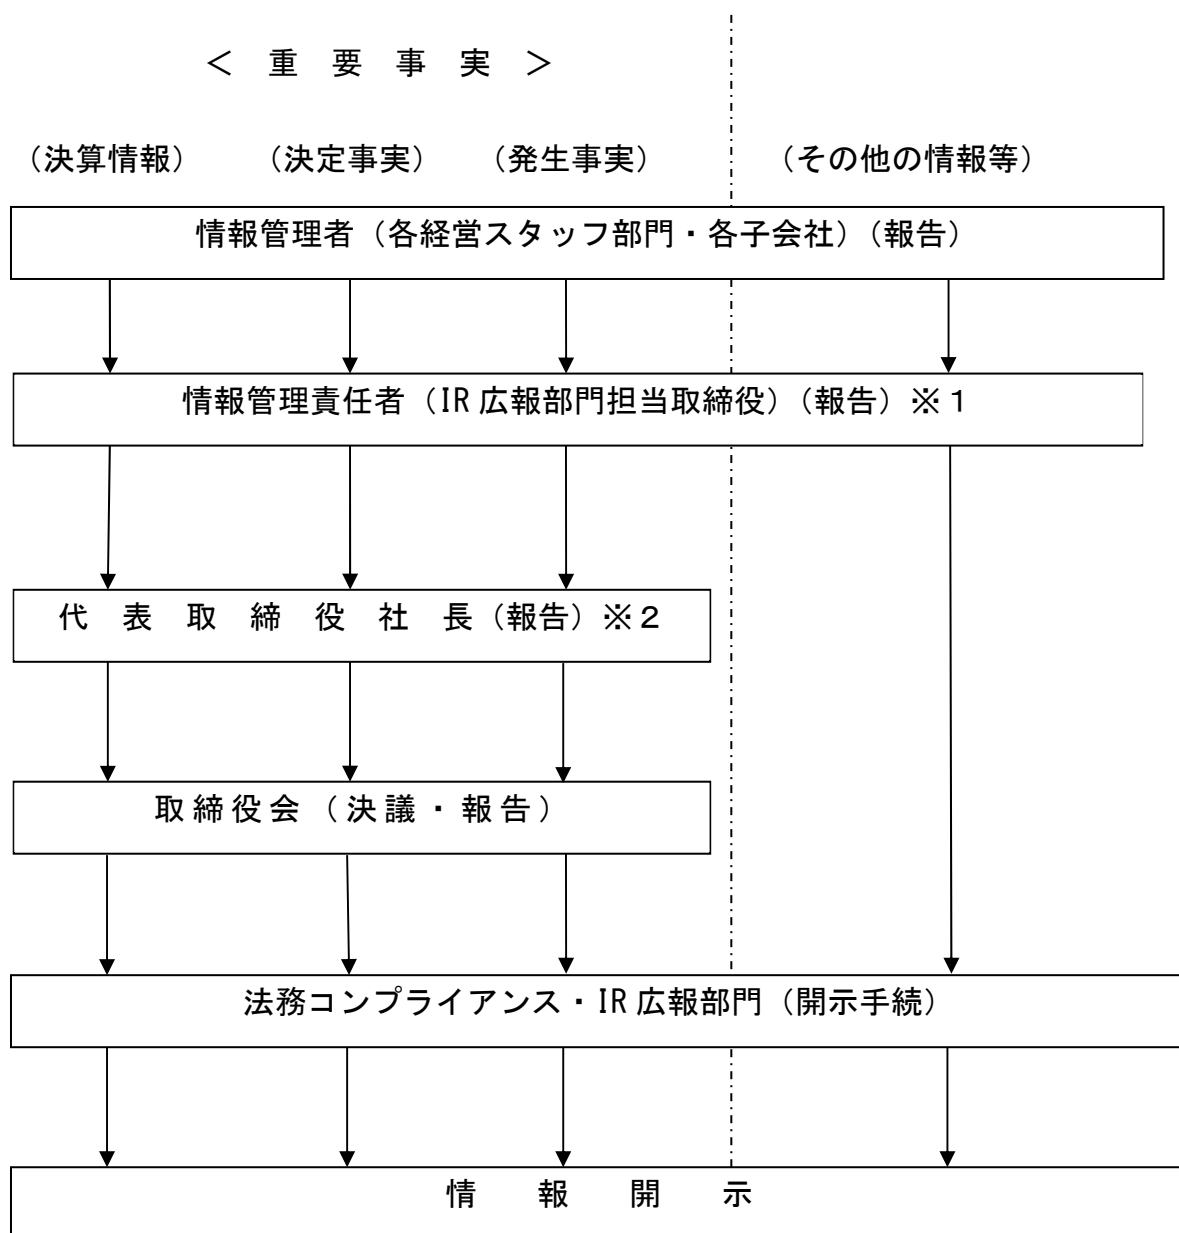 ＜　重　要　事　実　＞
（決算情報）　　（決定事実）　（発生事実）　　　（その他の情報等）
情報管理者（各経営スタッフ部門・各子会社）（報告）
情報管理責任者（IR 広報部門担当取締役）（報告）※１
代　表　取　締　役　社　長（報告）※２
取締役会（決議・報告）
法務コンプライアンス・IR 広報部門（開示手続）
情　報　開　示